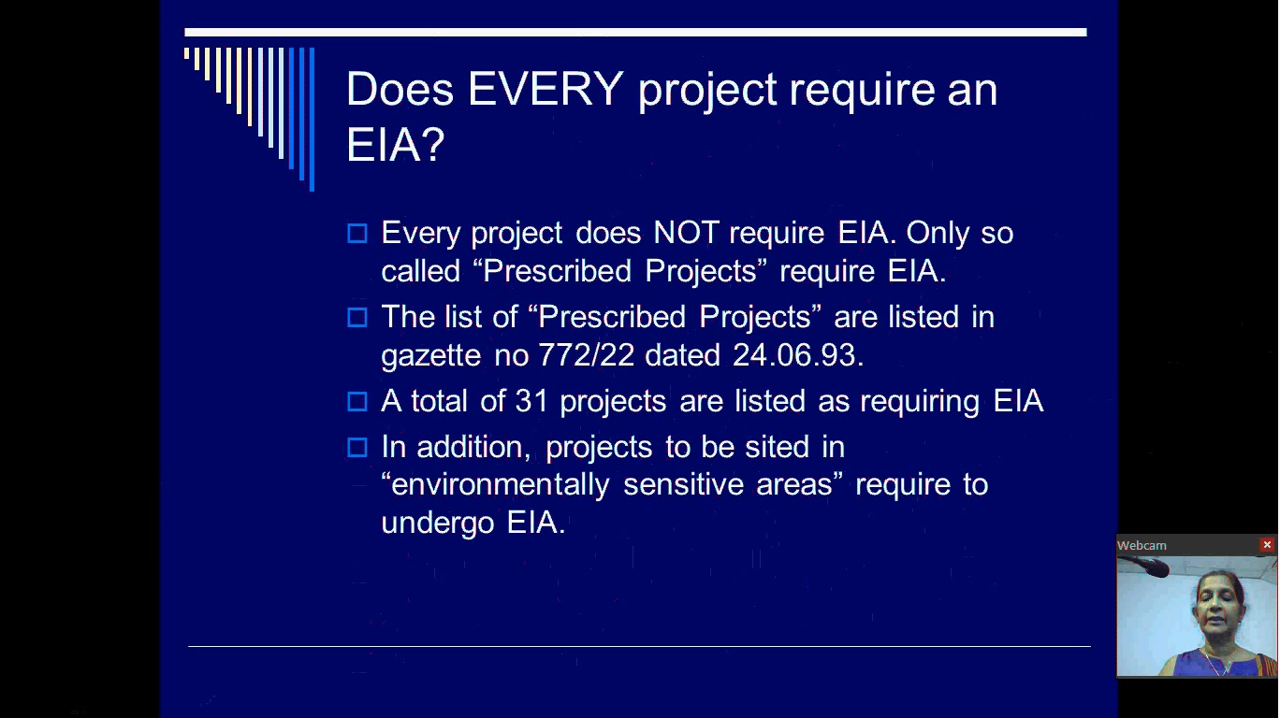 Does EVERY project require an
EIA?
Every project does NOT require EIA. Only so
called “Prescribed Projects” require EIA.
The list of “Prescribed Projects” are listed in
gazette no 772/22 dated 24.06.93.
A total of 31 projects are listed as requiring EIA
In addition, projects to be sited in
“environmentally sensitive areas” require to
undergo EIA.
Webcam